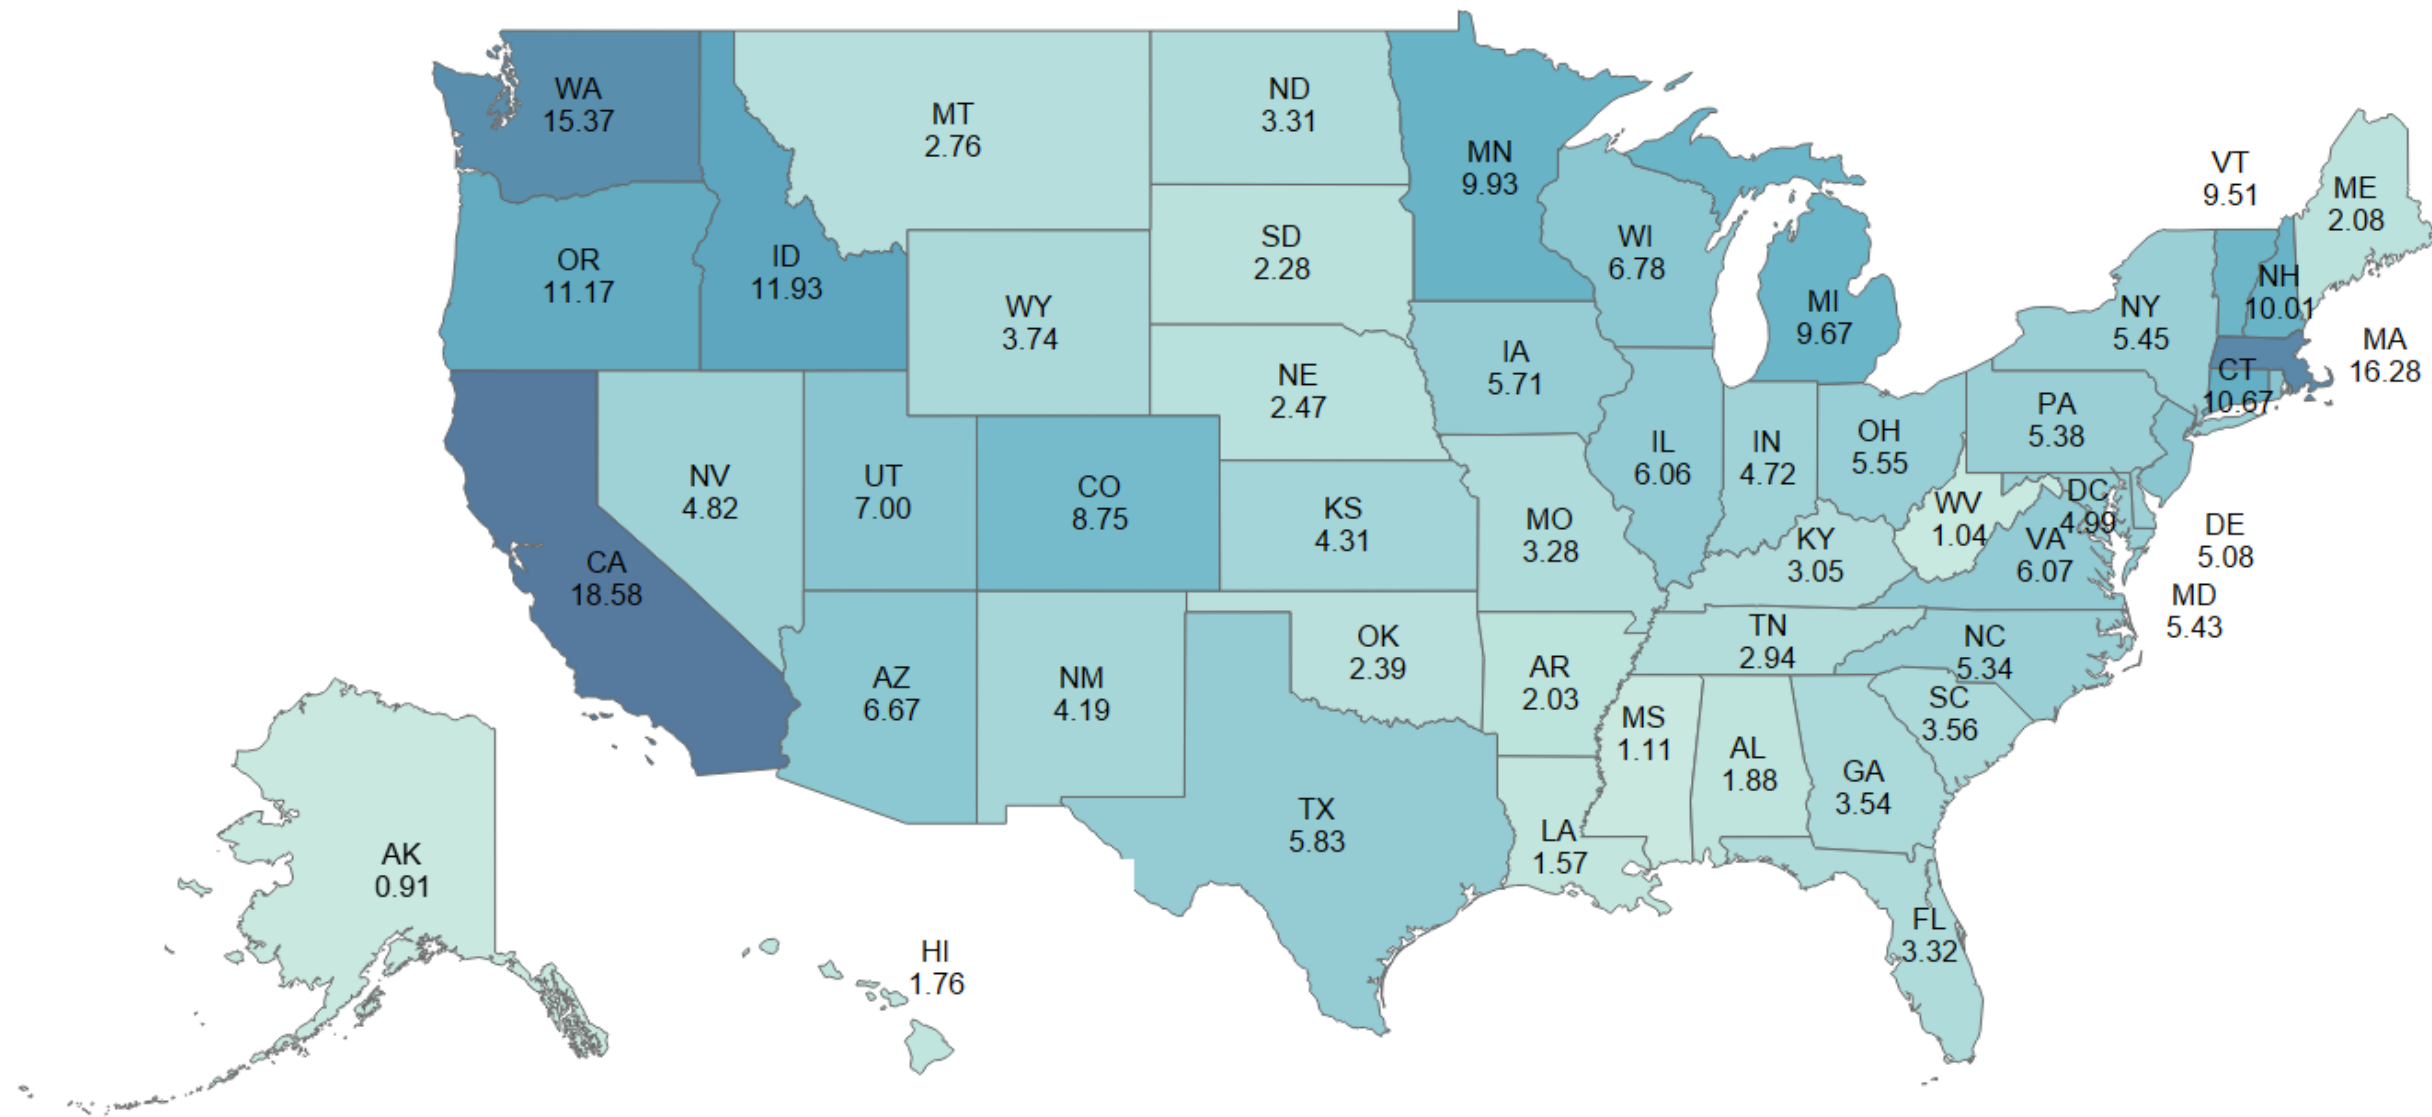 WA
15.37
MT
2.76
ND
3.31
MN
9.93
VT
9.51
ME
2.08
OR
11.17
ID
11.93
SD
2.28
WI
6.78
NH
10.01
WY
3.74
MI
9.67
NY
5.45
MA
16.28
IA
5.71
NE
2.47
CT
10.67
PA
5.38
NV
4.82
UT
7.00
CO
8.75
KS
4.31
MO
3.28
IL
6.06
IN
4.72
OH
5.55
WV
1.04
DC
4.99
DE
5.08
CA
18.58
KY
3.05
VA
6.07
MD
5.43
AZ
6.67
NM
4.19
OK
2.39
AR
2.03
TN
2.94
NC
5.34
SC
3.56
MS
1.11
AL
1.88
GA
3.54
TX
5.83
LA
1.57
AK
0.91
FL
3.32
HI
1.76